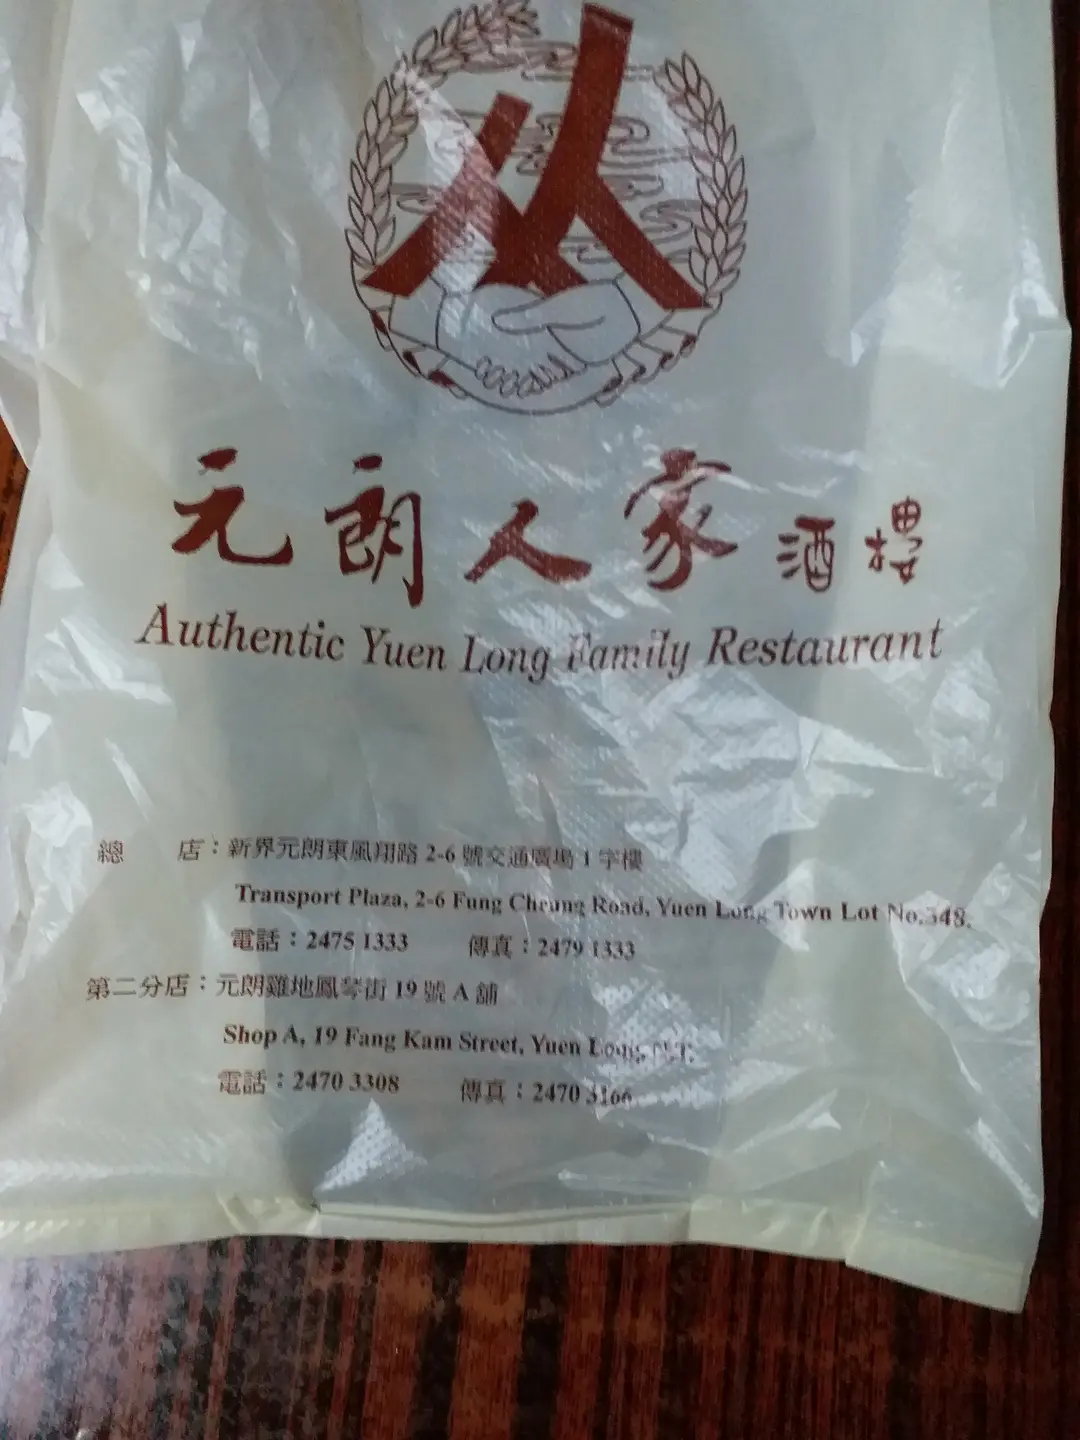 元朗人家酒樓
Authentic Yuen Long Family Restaurant
總 店：新界元朗東風翔路 2-6 號交通廣場 1 字樓
Transport Plaza, 2-6 Fung Cheung Road, Yuen Long Town Lot No.348.
電話：2475 1333 傳真：2479 1333
第二分店：元朗雞地鳳琴街 19 號 A 舖
Shop A, 19 Fang Kam Street, Yuen Long, N.T.
電話：2470 3308 傳真：2470 3166